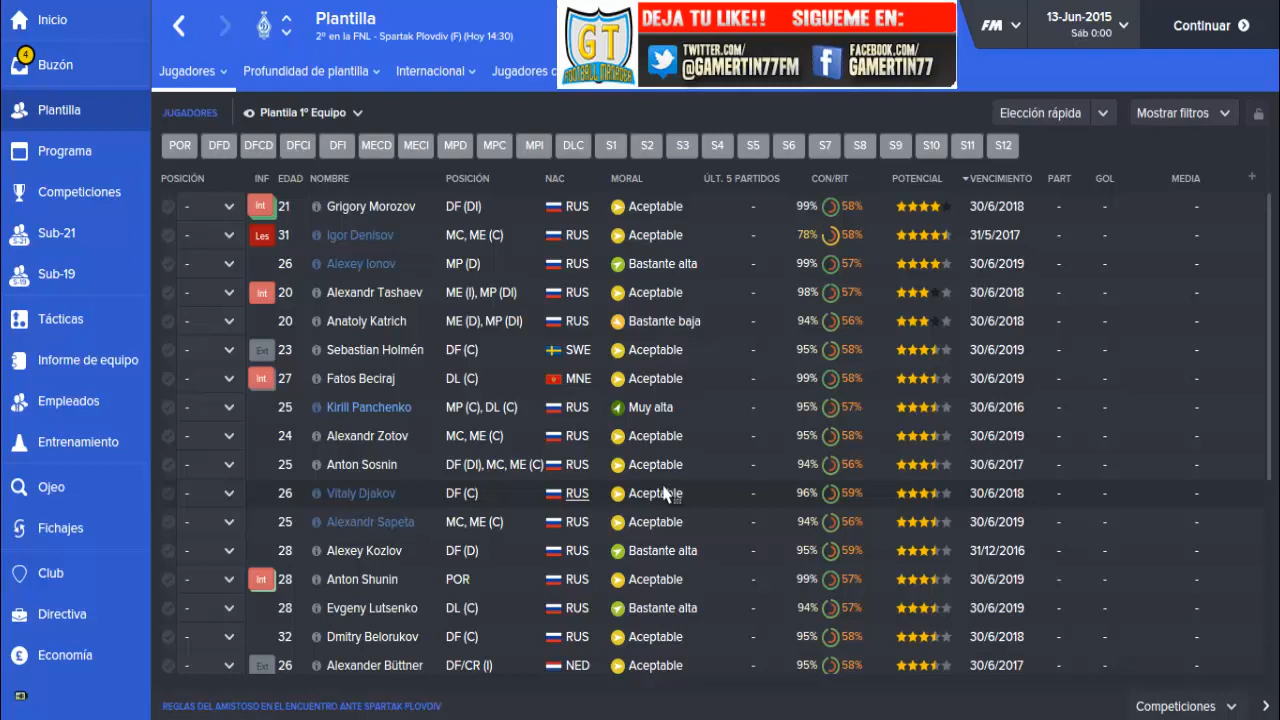 Inicio
4
Buzón
Plantilla
Programa
Competiciones
S-21
Sub-21
S-19
Sub-19
Tácticas
Informe de equipo
Empleados
Entrenamiento
Ojeo
Fichajes
Club
Directiva
Economía
Plantilla
2º en la FNL - Spartak Plovdiv (F) (Hoy 14:30)
GT
FOOTBALL MANAGER
DEJA TU LIKE!! SIGUEME EN:
TWITTER.COM/
@GAMERTIN77FM
FACEBOOK.COM/
GAMERTIN77
FM
13-Jun-2015
Sáb 0:00
Continuar
Jugadores Profundidad de plantilla Internacional Jugadores
JUGADORES Plantilla 1º Equipo Elección rápida Mostrar filtros
POR DFD DFCD DFCI DFI MECD MECI MPD MPC MPI DLC S1 S2 S3 S4 S5 S6 S7 S8 S9 S10 S11 S12
POSICIÓN INF EDAD NOMBRE POSICIÓN NAC MORAL ÚLT. 5 PARTIDOS CON/RIT POTENCIAL VENCIMIENTO PART GOL MEDIA +
- Int 21 Grigory Morozov DF (DI) RUS Aceptable - 99% 58% 30/6/2018 - - -
- Les 31 Igor Denisov MC, ME (C) RUS Aceptable - 78% 58% 31/5/2017 - - -
- 26 Alexey Ionov MP (D) RUS Bastante alta - 99% 57% 30/6/2019 - - -
- Int 20 Alexandr Tashaev ME (I), MP (DI) RUS Aceptable - 98% 57% 30/6/2018 - - -
- 20 Anatoly Katrich ME (D), MP (DI) RUS Bastante baja - 94% 56% 30/6/2018 - - -
- Ext 23 Sebastian Holmén DF (C) SWE Aceptable - 95% 58% 30/6/2019 - - -
- Int 27 Fatos Beciraj DL (C) MNE Aceptable - 99% 58% 30/6/2019 - - -
- 25 Kirill Panchenko MP (C), DL (C) RUS Muy alta - 95% 57% 30/6/2016 - - -
- 24 Alexandr Zotov MC, ME (C) RUS Aceptable - 95% 58% 30/6/2019 - - -
- 25 Anton Sosnin DF (DI), MC, ME (C) RUS Aceptable - 94% 56% 30/6/2017 - - -
- 26 Vitaly Djakov DF (C) RUS Aceptable - 96% 59% 30/6/2018 - - -
- 25 Alexandr Sapeta MC, ME (C) RUS Aceptable - 94% 56% 30/6/2019 - - -
- 28 Alexey Kozlov DF (D) RUS Bastante alta - 95% 59% 31/12/2016 - - -
- Int 28 Anton Shunin POR RUS Aceptable - 99% 57% 30/6/2019 - - -
- 28 Evgeny Lutsenko DL (C) RUS Bastante alta - 94% 57% 30/6/2019 - - -
- 32 Dmitry Belorukov DF (C) RUS Aceptable - 95% 58% 30/6/2018 - - -
- Ext 26 Alexander Büttner DF/CR (I) NED Aceptable - 95% 58% 30/6/2017 - - -
REGLAS DEL AMISTOSO EN EL ENCUENTRO ANTE SPARTAK PLOVDIV Competiciones